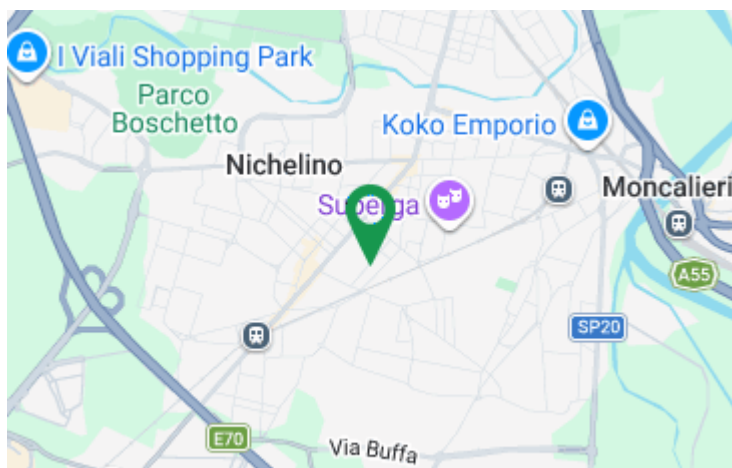 I Viali Shopping Park
Parco
Boschetto
Koko Emporio
Nichelino
Moncalieri
Superga
A55
SP20
E70
Via Buffa